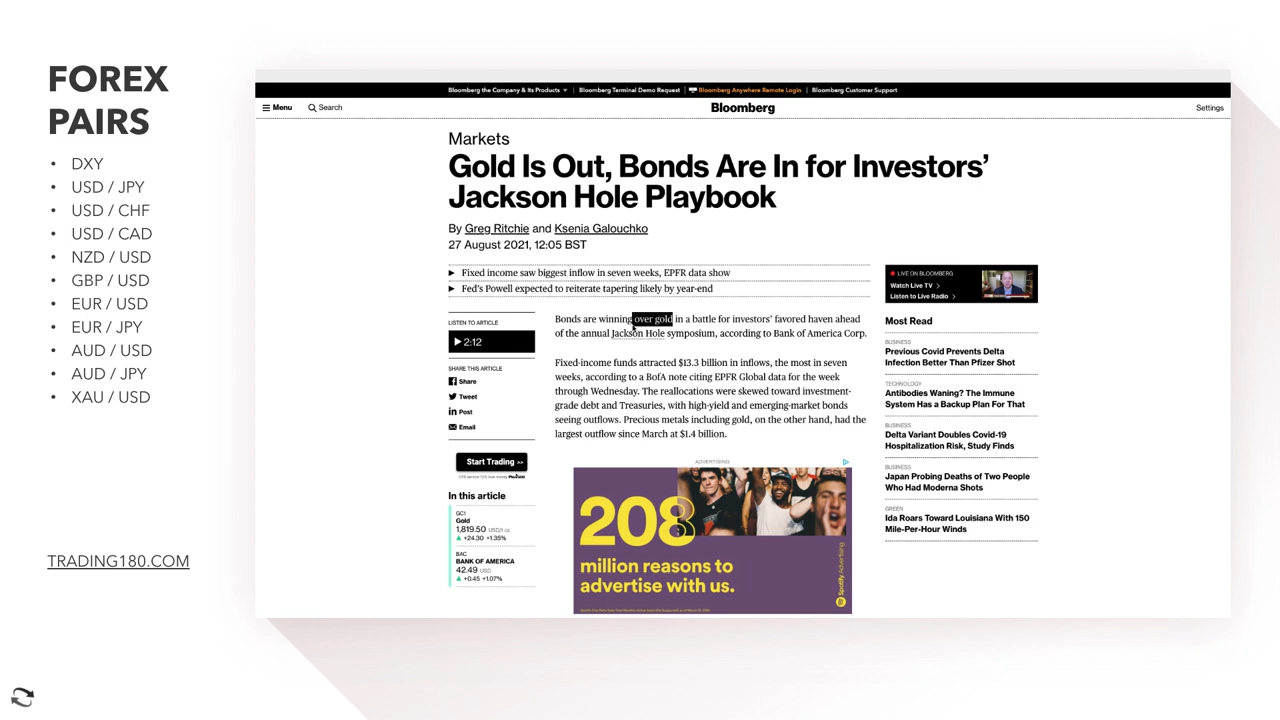 FOREX
PAIRS
• DXY
• USD / JPY
• USD / CHF
• USD / CAD
• NZD / USD
• GBP / USD
• EUR / USD
• EUR / JPY
• AUD / USD
• AUD / JPY
• XAU / USD
TRADING180.COM
Bloomberg the Company & Its Products | Bloomberg Terminal Demo Request | Bloomberg Anywhere Remote Login | Bloomberg Customer Support
Menu Search Bloomberg Settings
Markets
Gold Is Out, Bonds Are In for Investors’
Jackson Hole Playbook
By Greg Ritchie and Ksenia Galouchko
27 August 2021, 12:05 BST
Fixed income saw biggest inflow in seven weeks, EPFR data show
Fed’s Powell expected to reiterate tapering likely by year-end
LISTEN TO ARTICLE
2:12
SHARE THIS ARTICLE
Share
Tweet
Post
Email
Start Trading >>
In this article
GC1
Gold
1,819.50 USD/t oz.
+24.30 +1.35%
BAC
BANK OF AMERICA
42.49 USD
+0.45 +1.07%
Bonds are winning over gold in a battle for investors’ favored haven ahead
of the annual Jackson Hole symposium, according to Bank of America Corp.
Fixed-income funds attracted $13.3 billion in inflows, the most in seven
weeks, according to a BofA note citing EPFR Global data for the week
through Wednesday. The reallocations were skewed toward investment-
grade debt and Treasuries, with high-yield and emerging-market bonds
seeing outflows. Precious metals including gold, on the other hand, had the
largest outflow since March at $1.4 billion.
ADVERTISING
208
million reasons to
advertise with us.
Spotify Advertising
LIVE ON BLOOMBERG
Watch Live TV
Listen to Live Radio
Most Read
BUSINESS
Previous Covid Prevents Delta
Infection Better Than Pfizer Shot
TECHNOLOGY
Antibodies Waning? The Immune
System Has a Backup Plan For That
BUSINESS
Delta Variant Doubles Covid-19
Hospitalization Risk, Study Finds
BUSINESS
Japan Probing Deaths of Two People
Who Had Moderna Shots
GREEN
Ida Roars Toward Louisiana With 150
Mile-Per-Hour Winds